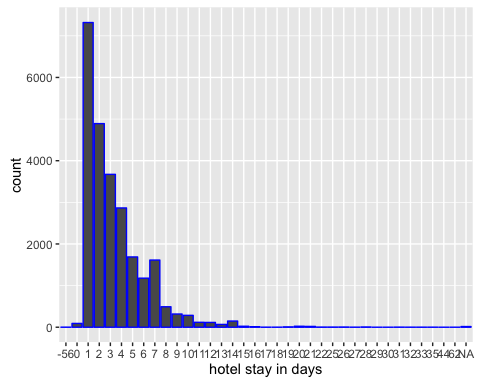 6000
4000
2000
0
count
-56 0 1 2 3 4 5 6 7 8 9 10 11 12 13 14 15 16 17 18 19 20 21 22 25 26 27 28 29 30 31 32 33 35 44 62 NA
hotel stay in days